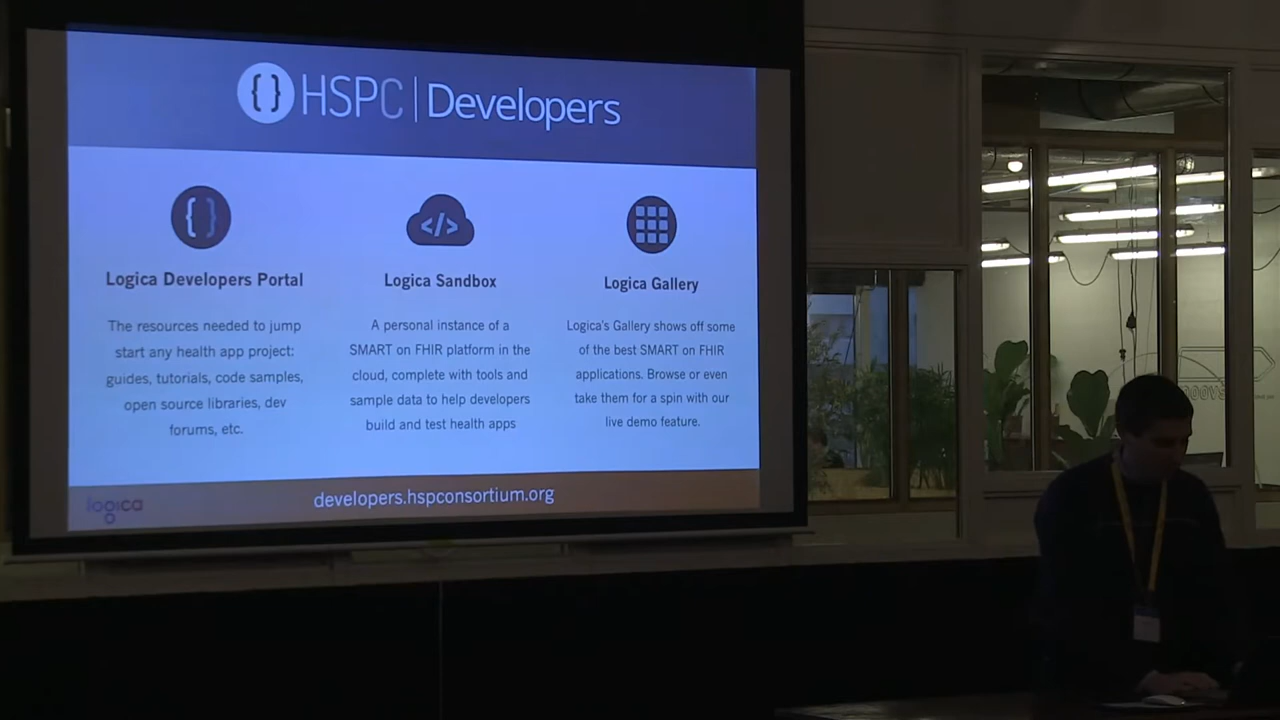 {} HSPC | Developers
Logica Developers Portal
The resources needed to jump
start any health app project:
guides, tutorials, code samples,
open source libraries, dev
forums, etc.
</>
Logica Sandbox
A personal instance of a
SMART on FHIR platform in the
cloud, complete with tools and
sample data to help developers
build and test health apps
Logica Gallery
Logica's Gallery shows off some
of the best SMART on FHIR
applications. Browse or even
take them for a spin with our
live demo feature.
logica
developers.hspconsortium.org